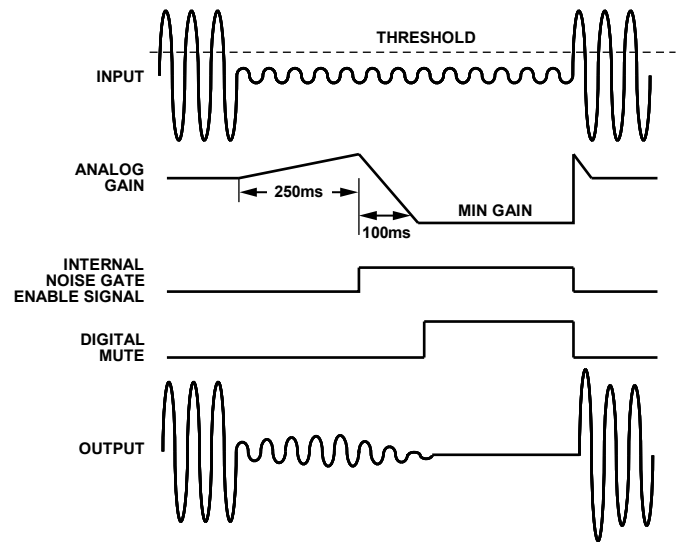 THRESHOLD
INPUT
ANALOG
GAIN
250ms
MIN GAIN
100ms
INTERNAL
NOISE GATE
ENABLE SIGNAL
DIGITAL
MUTE
OUTPUT